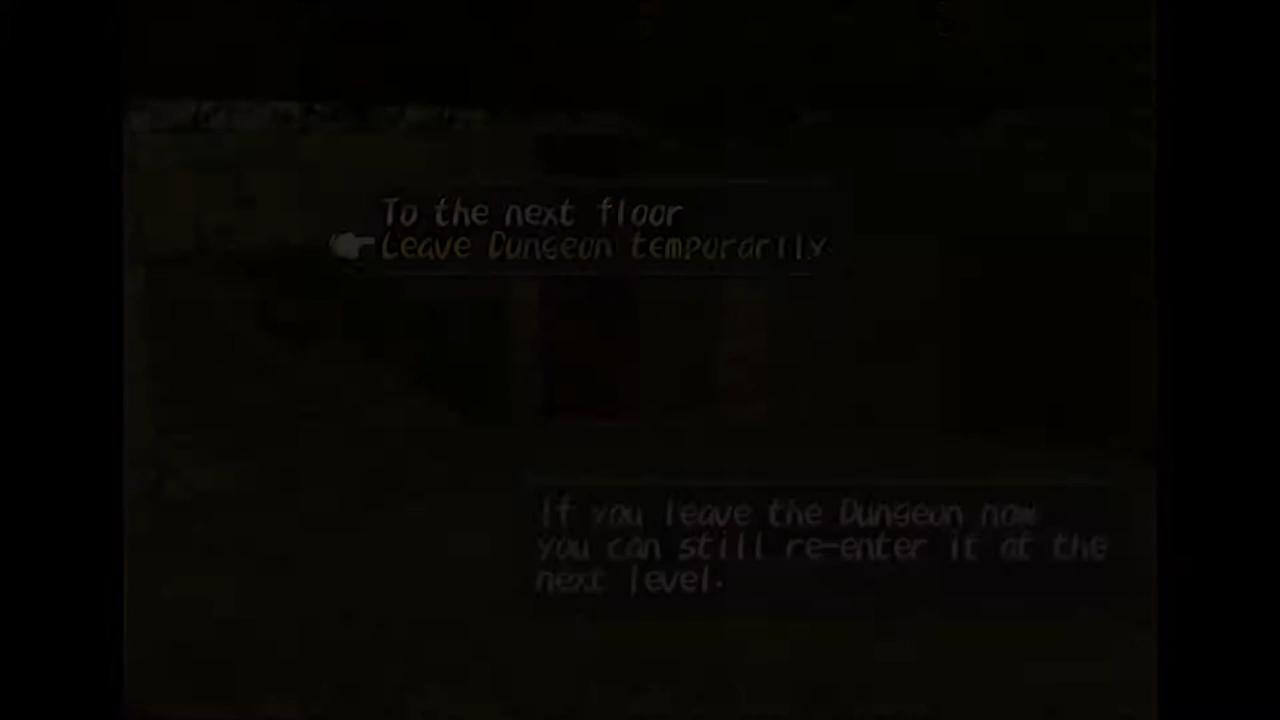 To the next floor
Leave Dungeon temporarily
If you leave the Dungeon now
you can still re-enter it at the
next level.